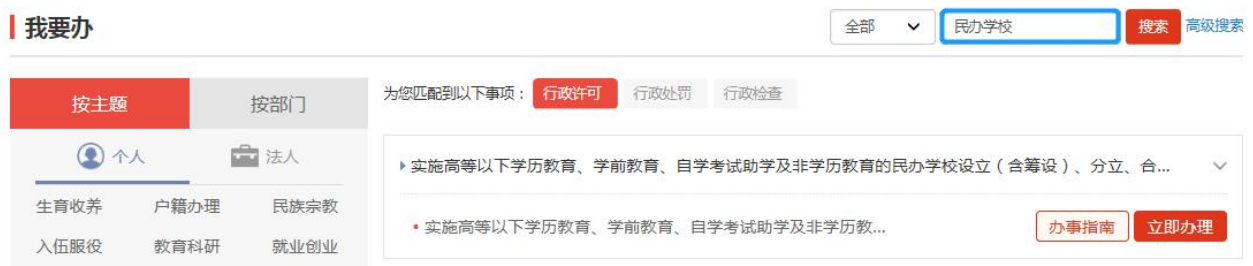 我要办
全部
民办学校
搜索
高级搜索
按主题
按部门
个人
法人
生育收养 户籍办理 民族宗教
入伍服役 教育科研 就业创业
为您匹配到以下事项： 行政许可 行政处罚 行政检查
实施高等以下学历教育、学前教育、自学考试助学及非学历教育的民办学校设立（含筹设）、分立、合...
• 实施高等以下学历教育、学前教育、自学考试助学及非学历教...
办事指南
立即办理